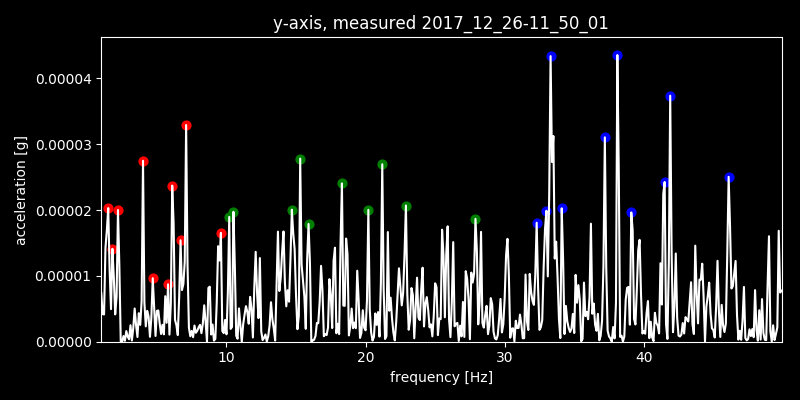 y-axis, measured 2017_12_26-11_50_01
acceleration [g]
0.00004
0.00003
0.00002
0.00001
0.00000
10 20 30 40
frequency [Hz]